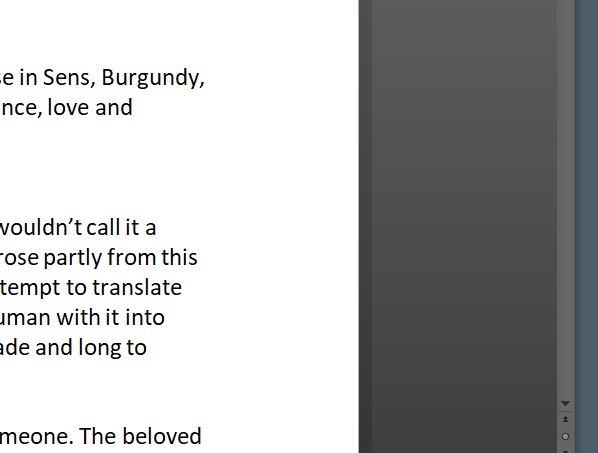 se in Sens, Burgundy,
nce, love and
wouldn't call it a
rose partly from this
tempt to translate
uman with it into
ade and long to
meone. The beloved